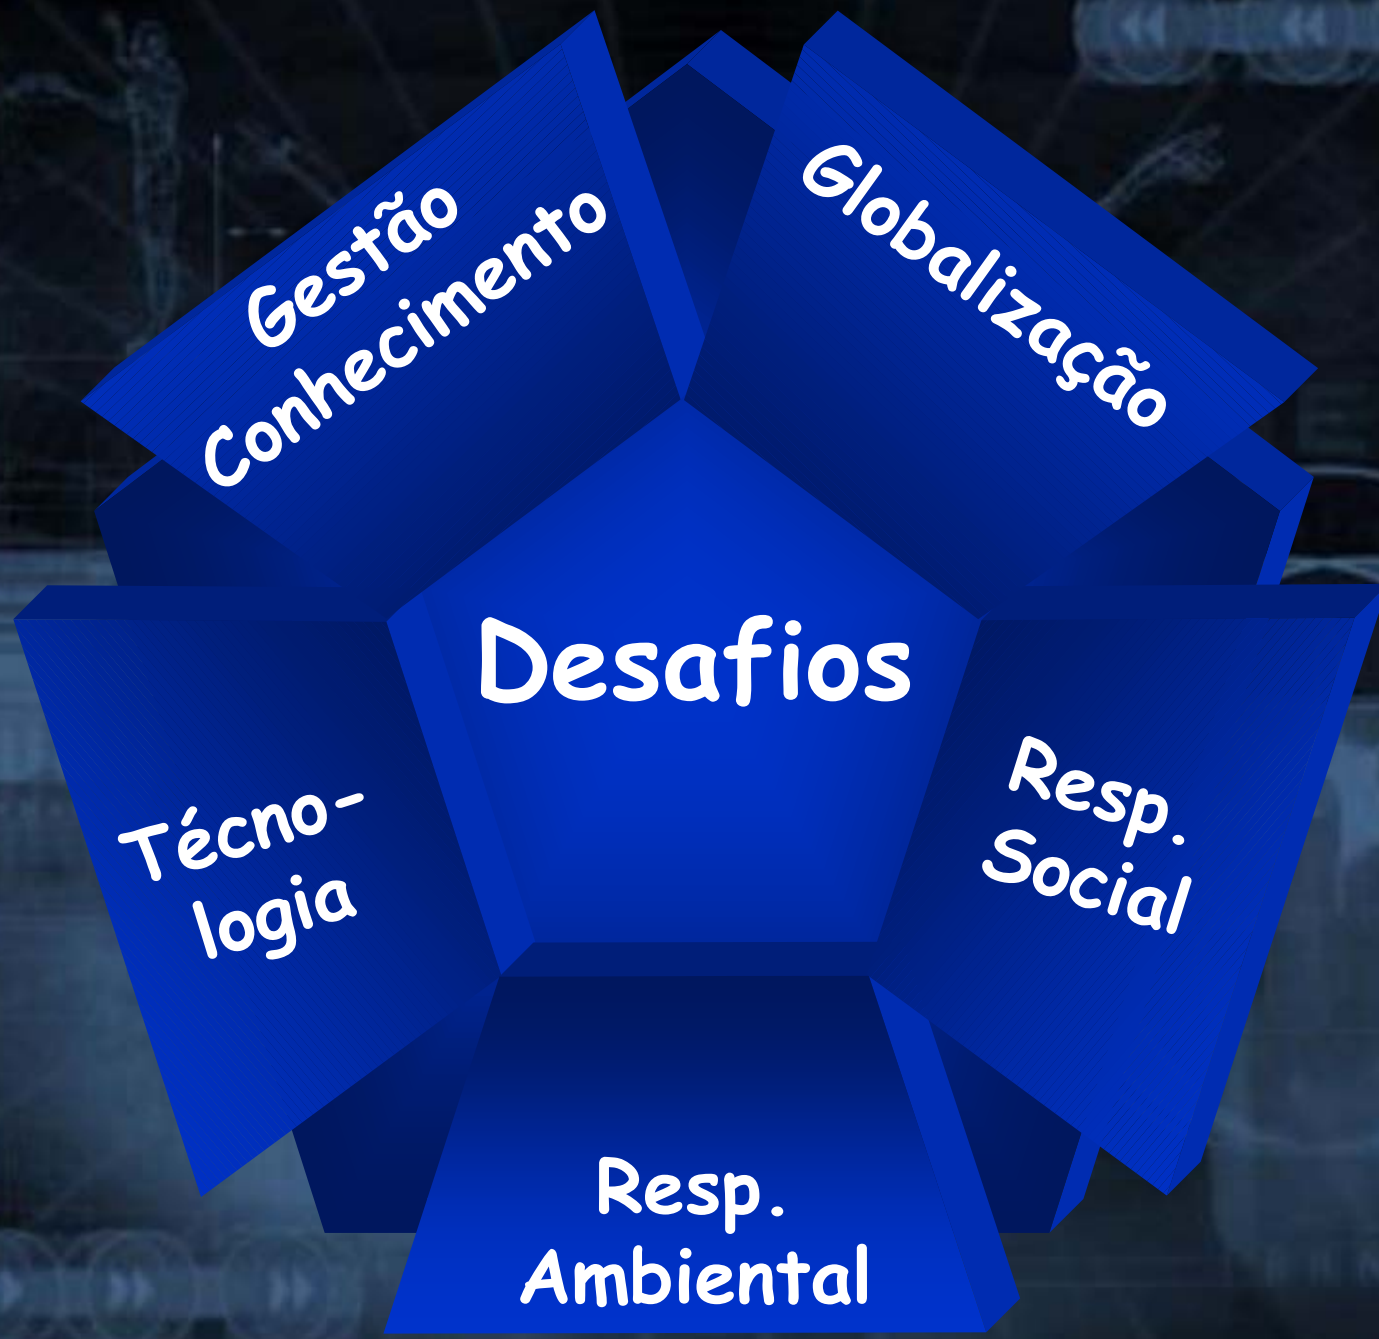 Gestão
Conhecimento
Globalização
Desafios
Técno-
logia
Resp.
Social
Resp.
Ambiental